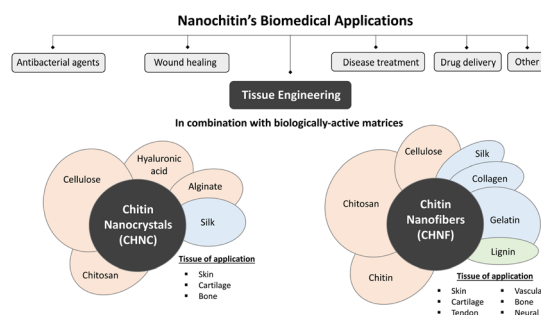 Nanochitin's Biomedical Applications
Antibacterial agents
Wound healing
Disease treatment
Drug delivery
Other
Tissue Engineering
In combination with biologically-active matrices
Cellulose
Hyaluronic
acid
Alginate
Silk
Chitosan
Chitin
Nanocrystals
(CHNC)
Tissue of application
▪ Skin
▪ Cartilage
▪ Bone
Cellulose
Silk
Collagen
Gelatin
Lignin
Chitosan
Chitin
Chitin
Nanofibers
(CHNF)
Tissue of application
▪ Skin
▪ Cartilage
▪ Tendon
▪ Vascula
▪ Bone
▪ Neural